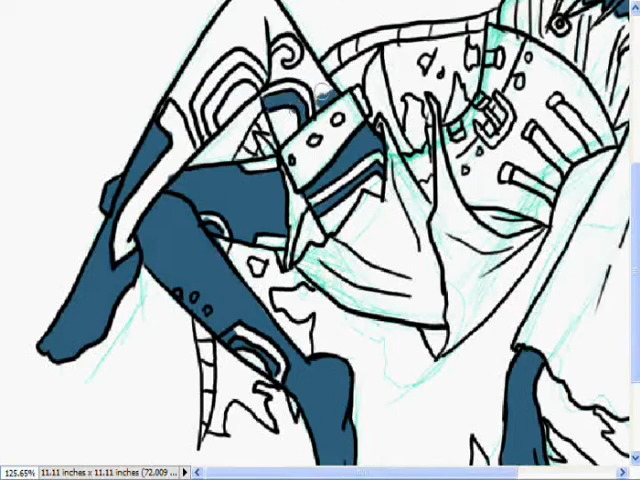 125.65% 11.11 inches x 11.11 inches (72.009 ...